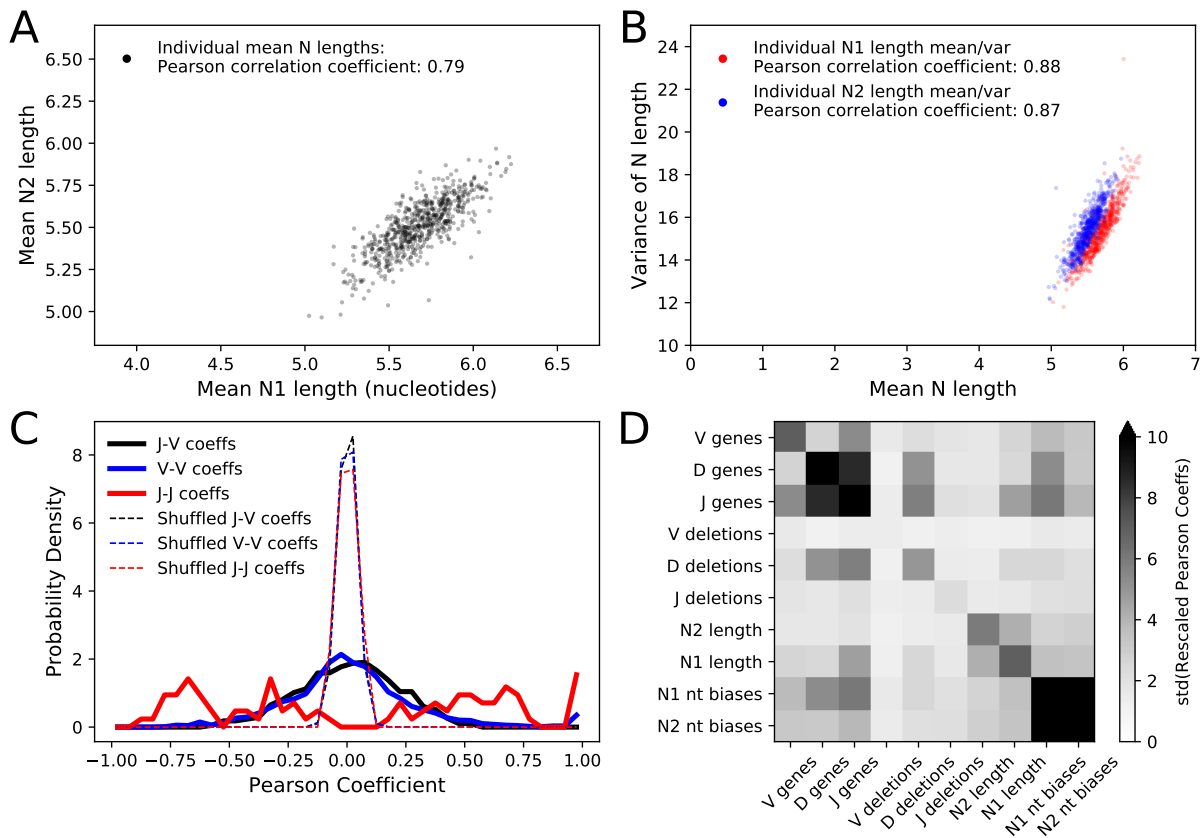 A
Individual mean N lengths:
Pearson correlation coefficient: 0.79
6.50
6.25
6.00
5.75
5.50
5.25
5.00
Mean N2 length
4.0 4.5 5.0 5.5 6.0 6.5
Mean N1 length (nucleotides)
B
Individual N1 length mean/var
Pearson correlation coefficient: 0.88
Individual N2 length mean/var
Pearson correlation coefficient: 0.87
24
22
20
18
16
14
12
10
Variance of N length
0 1 2 3 4 5 6 7
Mean N length
C
J-V coeffs
V-V coeffs
J-J coeffs
Shuffled J-V coeffs
Shuffled V-V coeffs
Shuffled J-J coeffs
8
6
4
2
0
Probability Density
−1.00 −0.75 −0.50 −0.25 0.00 0.25 0.50 0.75 1.00
Pearson Coefficient
D
V genes
D genes
J genes
V deletions
D deletions
J deletions
N2 length
N1 length
N1 nt biases
N2 nt biases
V genes
D genes
J genes
V deletions
D deletions
J deletions
N2 length
N1 length
N1 nt biases
N2 nt biases
10
8
6
4
2
0
std(Rescaled Pearson Coeffs)